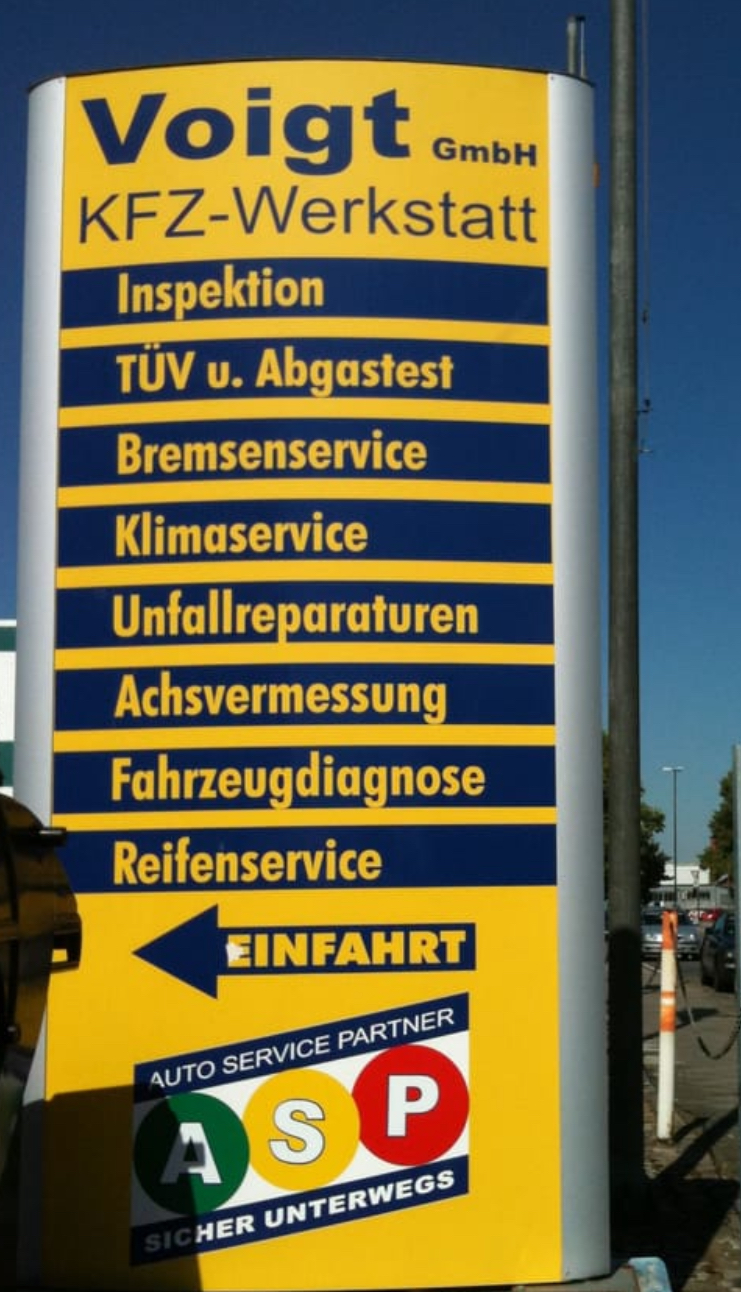 Voigt GmbH
KFZ-Werkstatt
Inspektion
TÜV u. Abgastest
Bremsenservice
Klimaservice
Unfallreparaturen
Achsvermessung
Fahrzeugdiagnose
Reifenservice
EINFAHRT
AUTO SERVICE PARTNER
A S P
SICHER UNTERWEGS